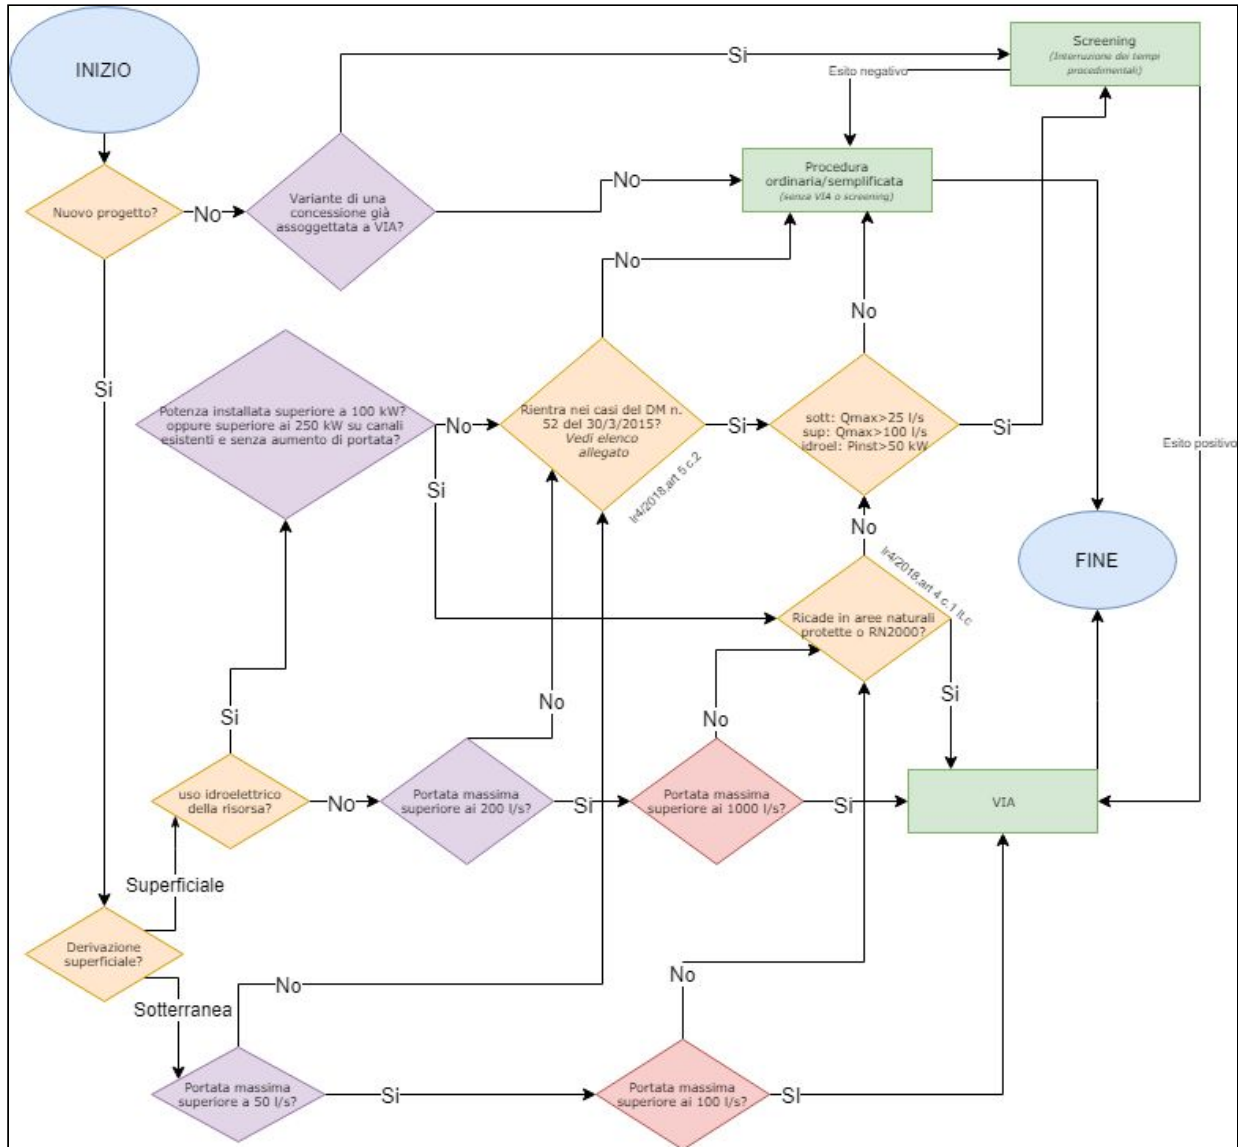 INIZIO
Si
Screening
(Interruzione dei tempi
procedimentali)
Esito negativo
Nuovo progetto?
No
Variante di una
concessione già
assoggettata a VIA?
No
Procedura
ordinaria/semplificata
(senza VIA o screening)
No
No
Si
Potenza installata superiore a 100 kW?
oppure superiore ai 250 kW su canali
esistenti e senza aumento di portata?
No
Si
Rientra nei casi del DM n.
52 del 30/3/2015?
Vedi elenco
allegato
lr4/2018,art 5 c.2
Si
sott: Qmax>25 l/s
sup: Qmax>100 l/s
idroel: Pinst>50 kW
Si
Esito positivo
No
lr4/2018,art 4 c.1 lt.c
FINE
Ricade in aree naturali
protette o RN2000?
Si
Si
No
No
uso idroelettrico
della risorsa?
No
Portata massima
superiore ai 200 l/s?
Si
Portata massima
superiore ai 1000 l/s?
Si
VIA
Superficiale
Derivazione
superficiale?
Sotterranea
No
No
Portata massima
superiore a 50 l/s?
Si
Portata massima
superiore ai 100 l/s?
SI